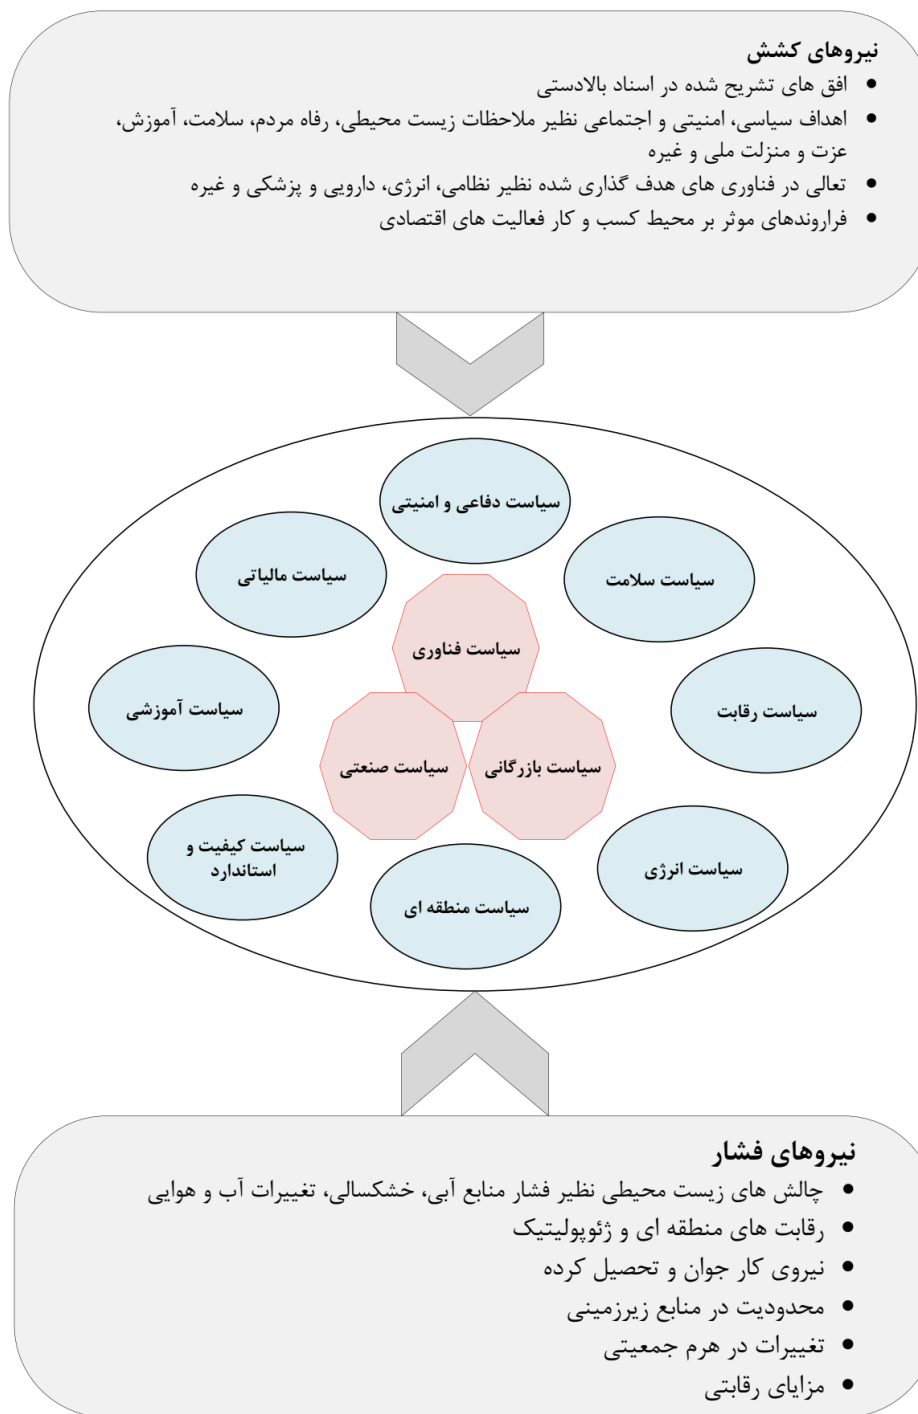 نیروهای کشش
● افق های تشریح شده در اسناد بالادستی
● اهداف سیاسی، امنیتی و اجتماعی نظیر ملاحظات زیست محیطی، رفاه مردم، سلامت، آموزش،
عزت و منزلت ملی و غیره
● تعالی در فناوری های هدف گذاری شده نظیر نظامی، انرژی، دارویی و پزشکی و غیره
● فراروندهای موثر بر محیط کسب و کار فعالیت های اقتصادی
سیاست دفاعی و امنیتی
سیاست سلامت
سیاست مالیاتی
سیاست فناوری
سیاست رقابت
سیاست آموزشی
سیاست بازرگانی
سیاست صنعتی
سیاست انرژی
سیاست کیفیت و
استاندارد
سیاست منطقه ای
نیروهای فشار
● چالش های زیست محیطی نظیر فشار منابع آبی، خشکسالی، تغییرات آب و هوایی
● رقابت های منطقه ای و ژئوپولیتیک
● نیروی کار جوان و تحصیل کرده
● محدودیت در منابع زیرزمینی
● تغییرات در هرم جمعیتی
● مزایای رقابتی